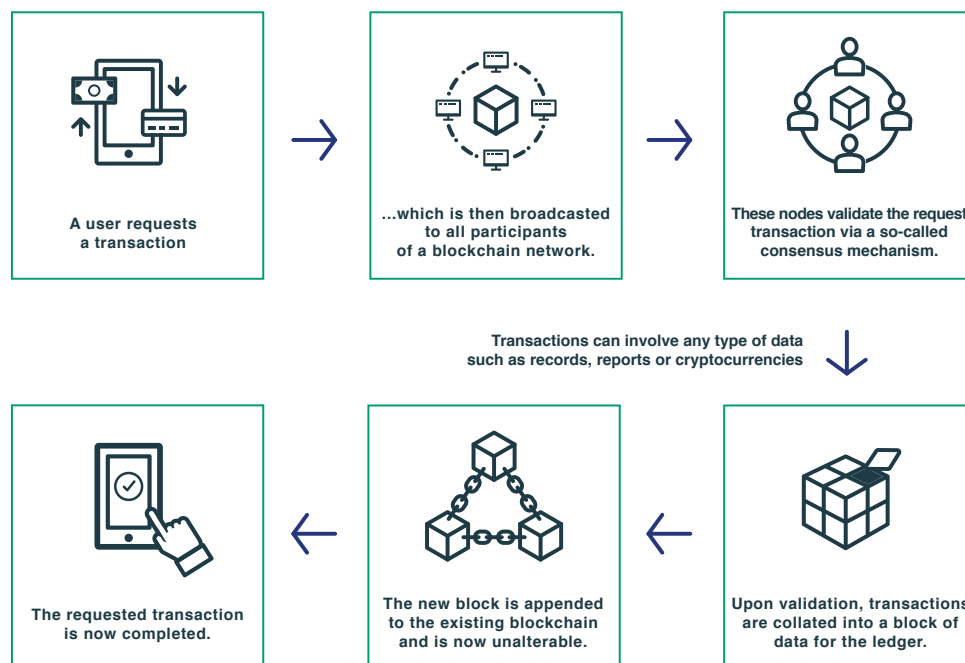 A user requests
a transaction
...which is then broadcasted
to all participants
of a blockchain network.
These nodes validate the request
transaction via a so-called
consensus mechanism.
Transactions can involve any type of data
such as records, reports or cryptocurrencies
Upon validation, transactions
are collated into a block of
data for the ledger.
The new block is appended
to the existing blockchain
and is now unalterable.
The requested transaction
is now completed.